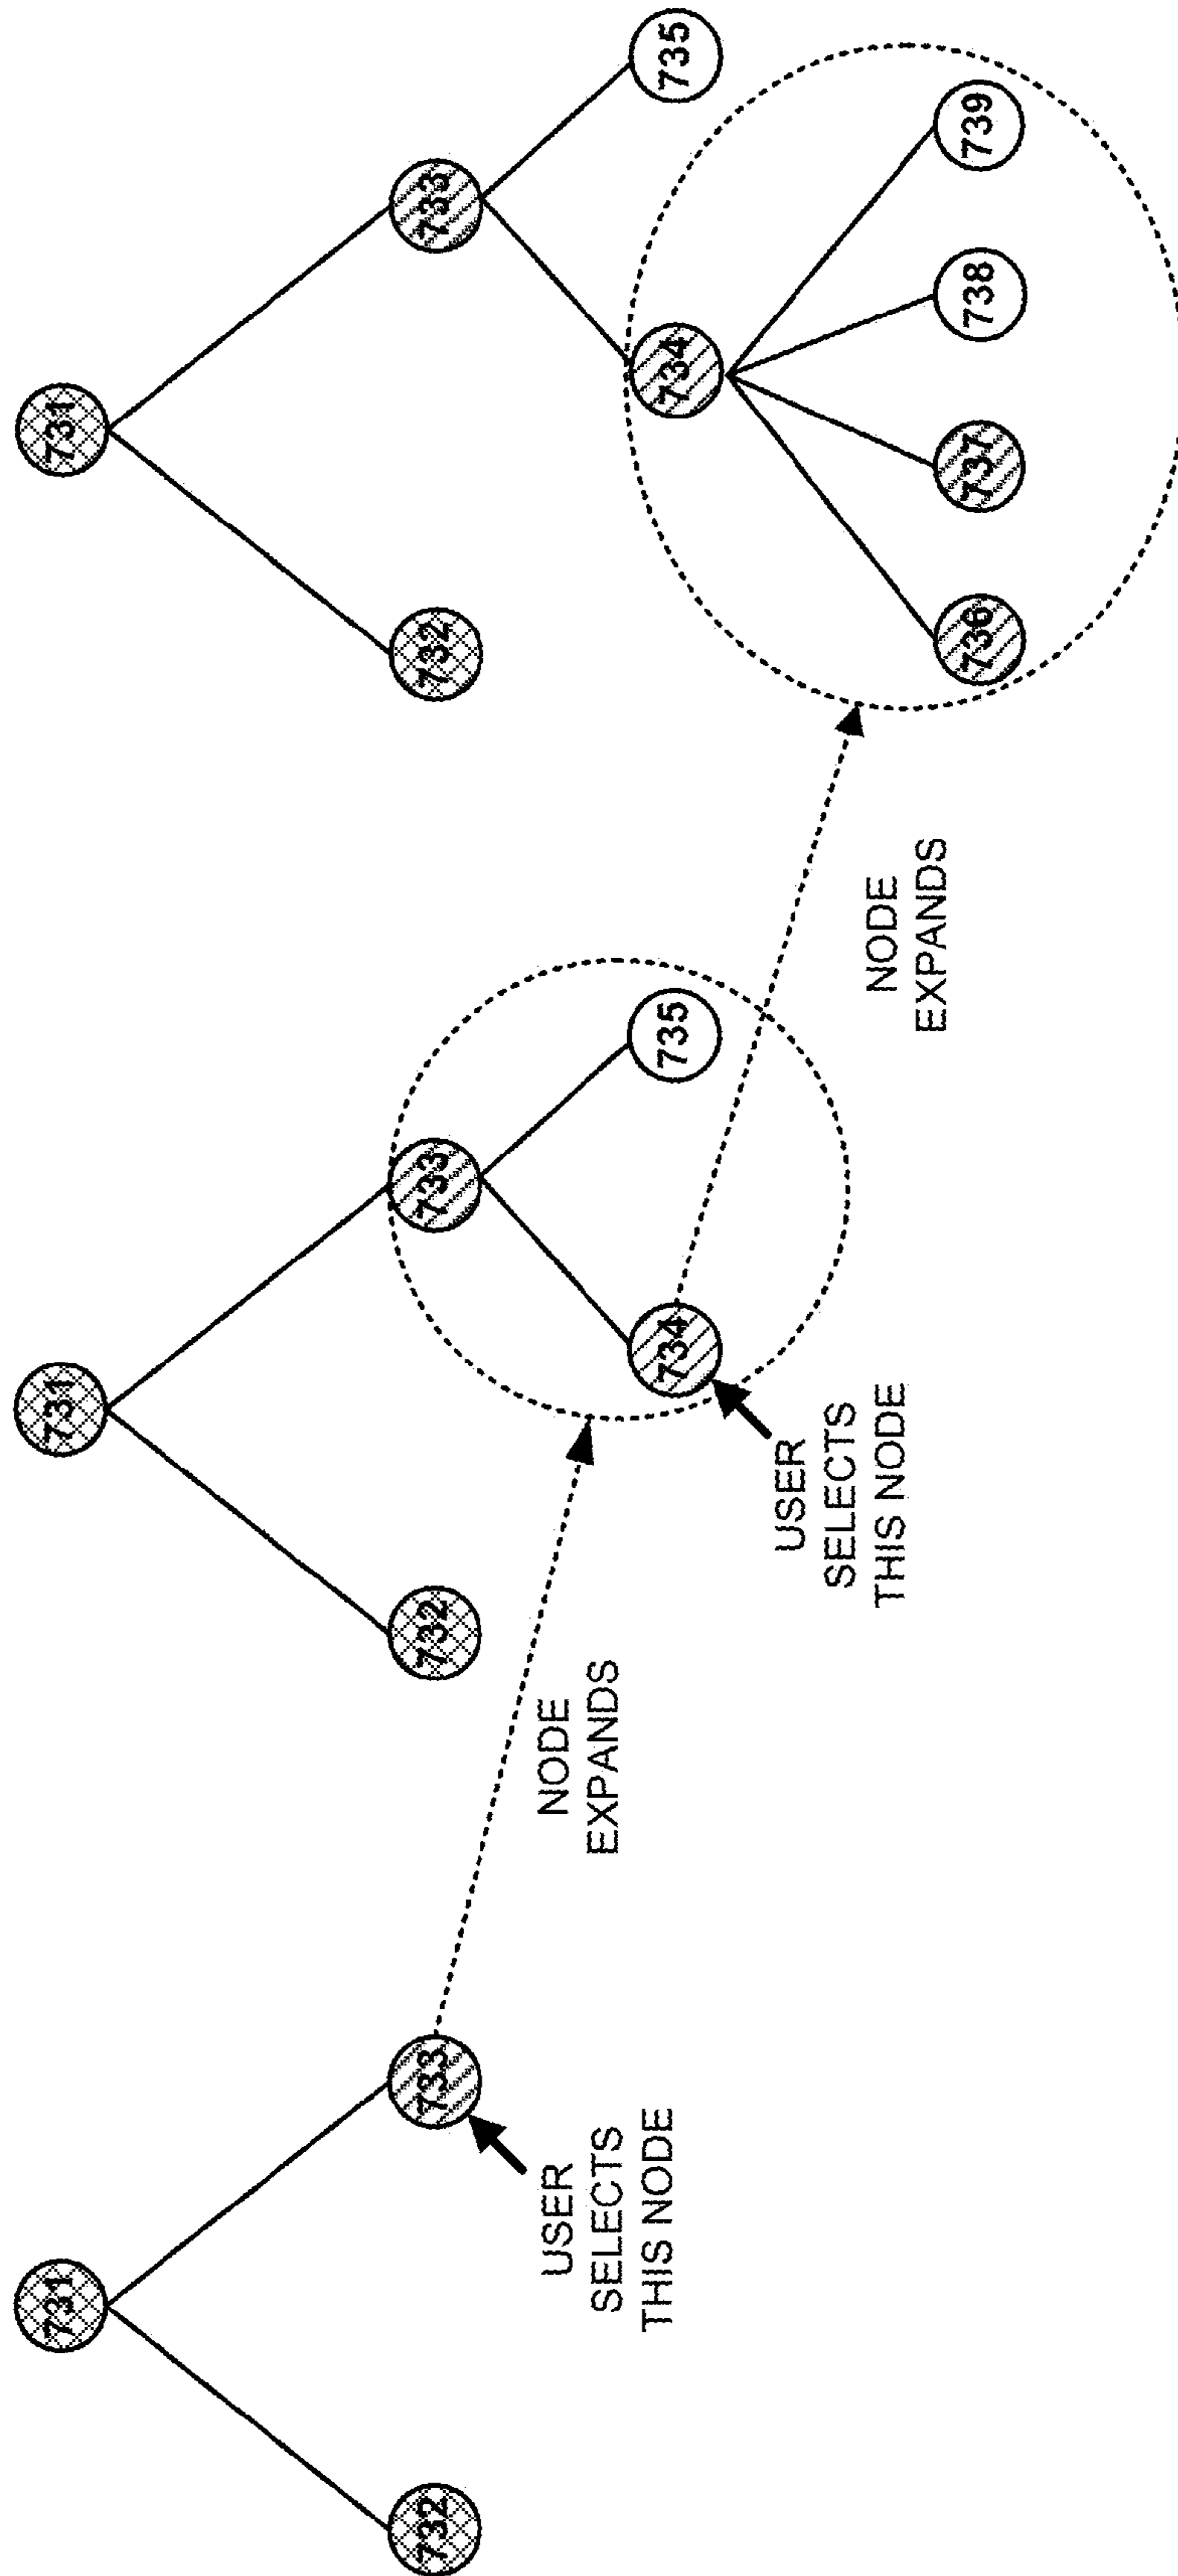 731
732
733
USER
SELECTS
THIS NODE
NODE
EXPANDS
731
732
733
734
735
USER
SELECTS
THIS NODE
NODE
EXPANDS
731
732
733
734
735
736
737
738
739